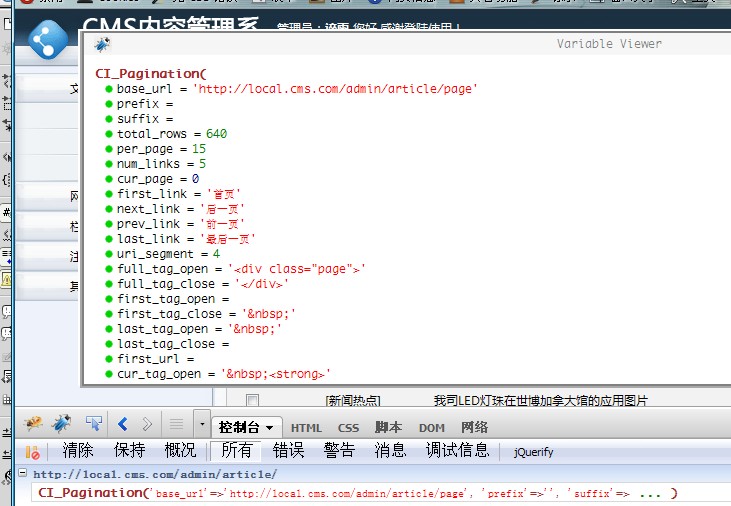 CMS内容管理系
管理员：
您好,感谢登陆使用！
Variable Viewer
CI_Pagination(
base_url = 'http://local.cms.com/admin/article/page'
prefix =
suffix =
total_rows = 640
per_page = 15
num_links = 5
cur_page = 0
first_link = '首页'
next_link = '后一页'
prev_link = '前一页'
last_link = '最后一页'
uri_segment = 4
full_tag_open = '<div class="page">'
full_tag_close = '</div>'
first_tag_open =
first_tag_close = '&nbsp;'
last_tag_open = '&nbsp;'
last_tag_close =
first_url =
cur_tag_open = '&nbsp;<strong>'
文
网
栏
注
其
[新闻热点] 我司LED灯珠在世博加拿大馆的应用图片
控制台 HTML CSS 脚本 DOM 网络
清除 保持 概况 所有 错误 警告 消息 调试信息 jQuerify
http://local.cms.com/admin/article/
CI_Pagination('base_url'=>'http://local.cms.com/admin/article/page', 'prefix'=>'', 'suffix'=> ... )